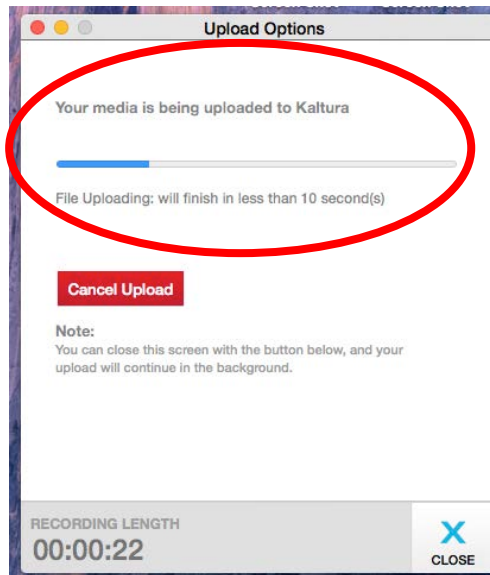 Upload Options
Your media is being uploaded to Kaltura
File Uploading: will finish in less than 10 second(s)
Cancel Upload
Note:
You can close this screen with the button below, and your
upload will continue in the background.
RECORDING LENGTH
00:00:22
X
CLOSE